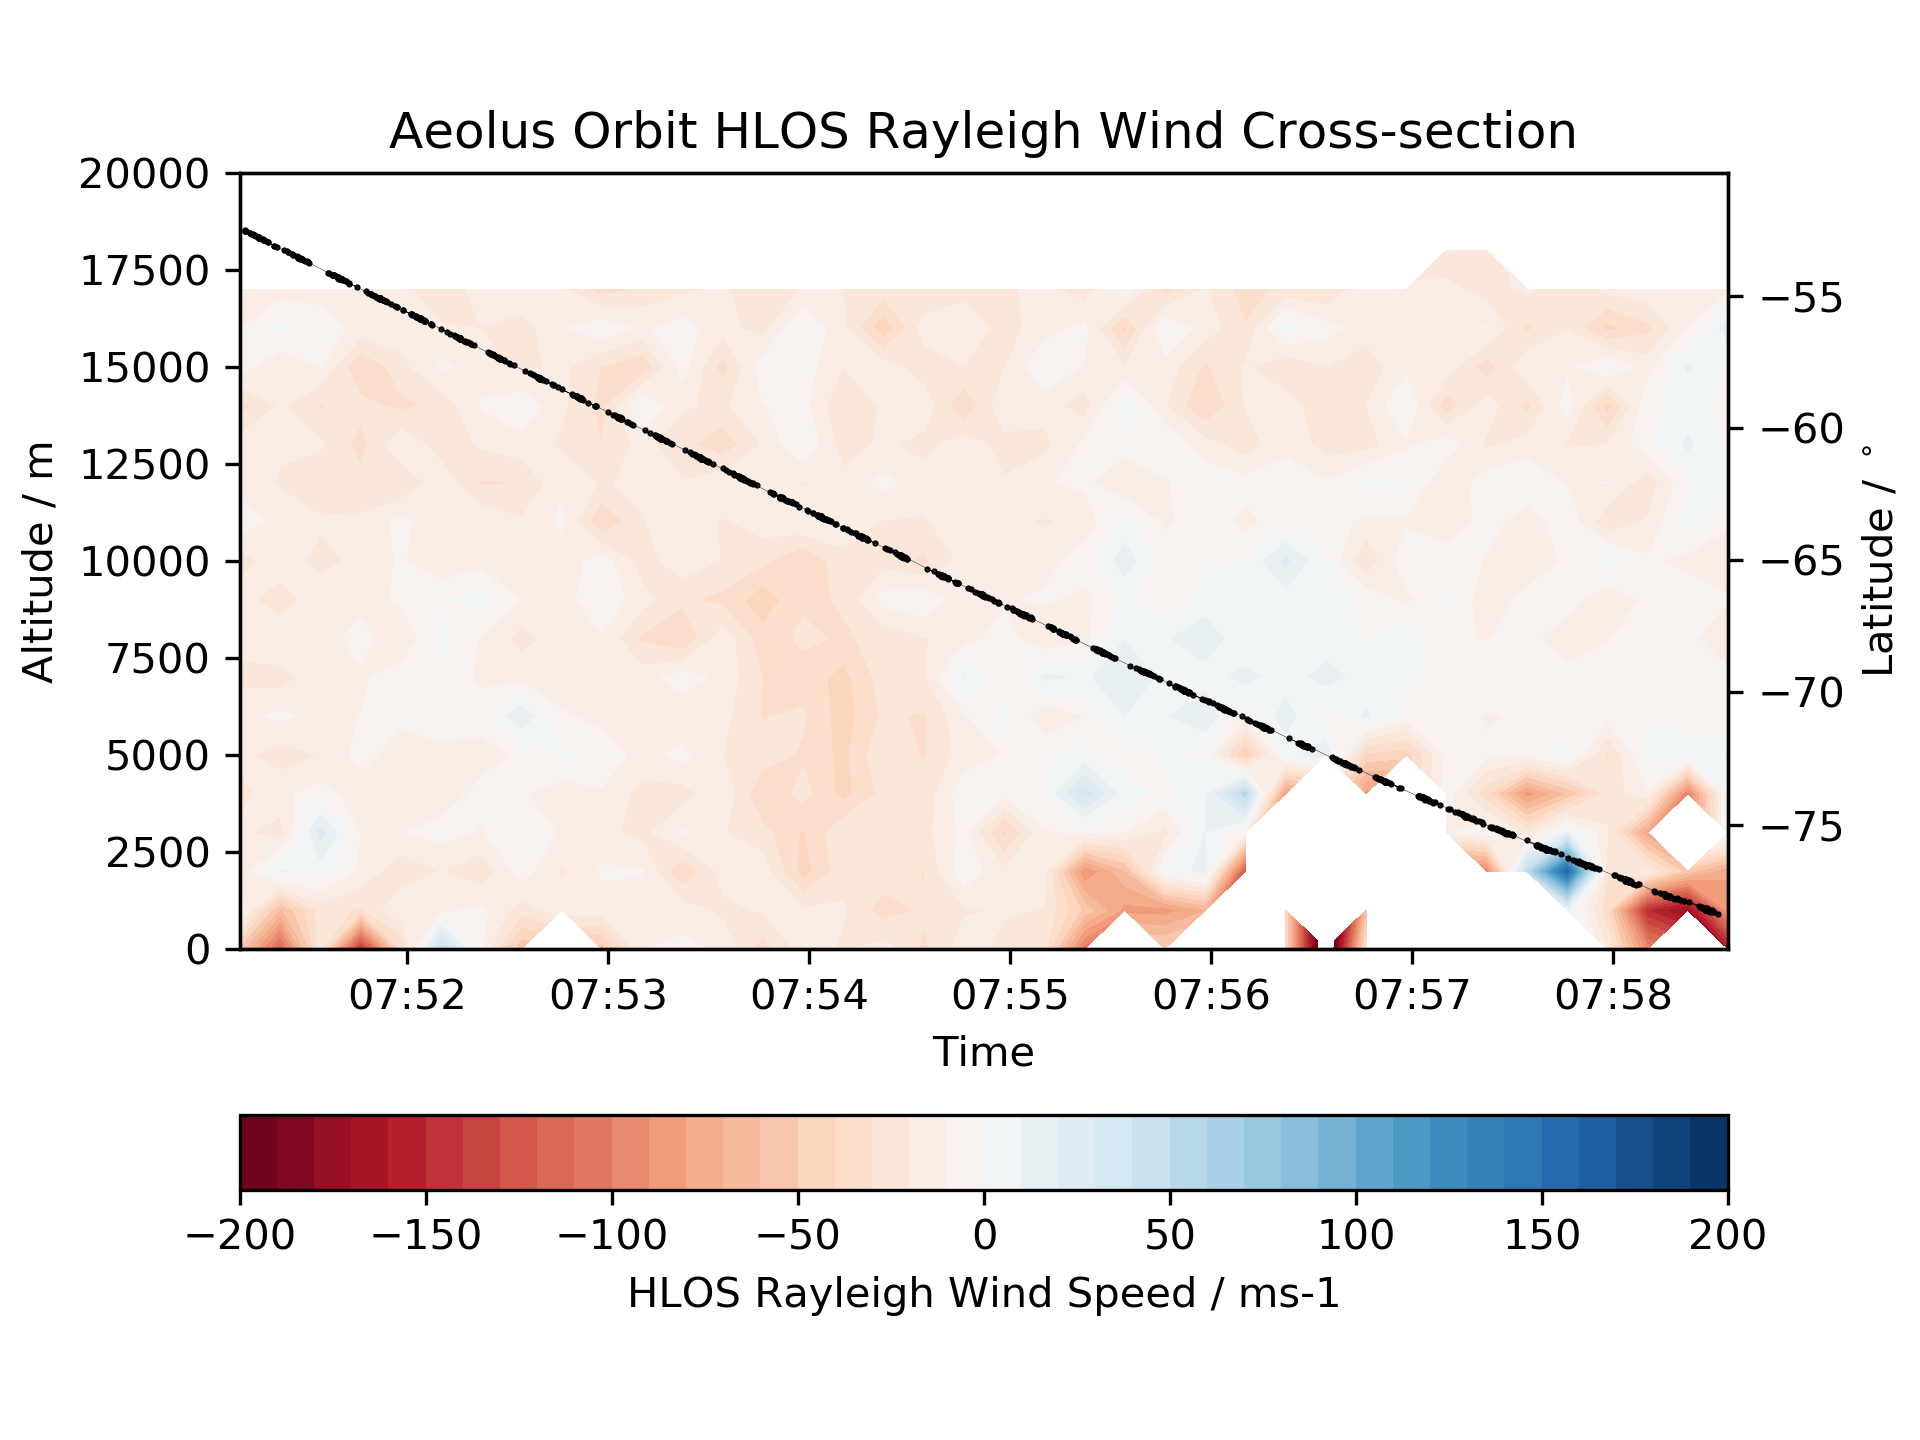 Aeolus Orbit HLOS Rayleigh Wind Cross-section
20000
17500
15000
12500
10000
7500
5000
2500
0
Altitude / m
−55
−60
−65
−70
−75
Latitude / °
07:52 07:53 07:54 07:55 07:56 07:57 07:58
Time
−200 −150 −100 −50 0 50 100 150 200
HLOS Rayleigh Wind Speed / ms-1